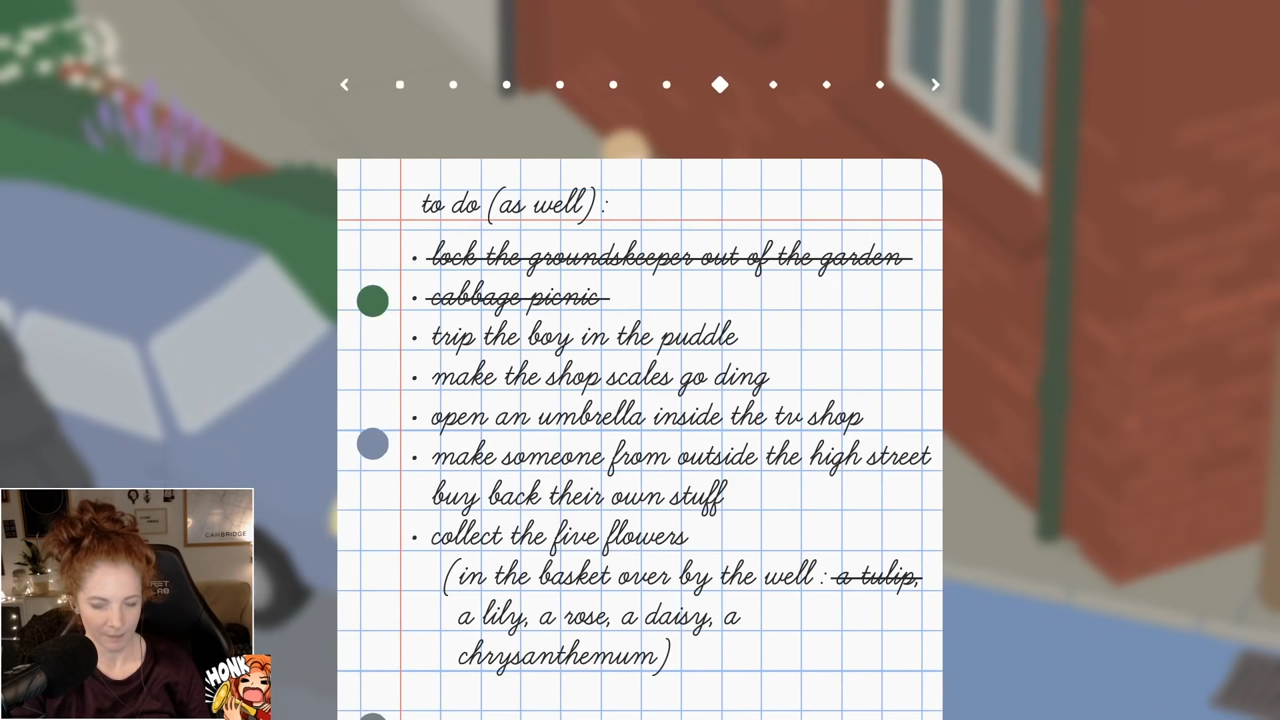 to do (as well) :
• lock the groundskeeper out of the garden
• cabbage picnic
• trip the boy in the puddle
• make the shop scales go ding
• open an umbrella inside the tv shop
• make someone from outside the high street
buy back their own stuff
• collect the five flowers
(in the basket over by the well : a tulip,
a lily, a rose, a daisy, a
chrysanthemum)
CAMBRIDGE
HONK